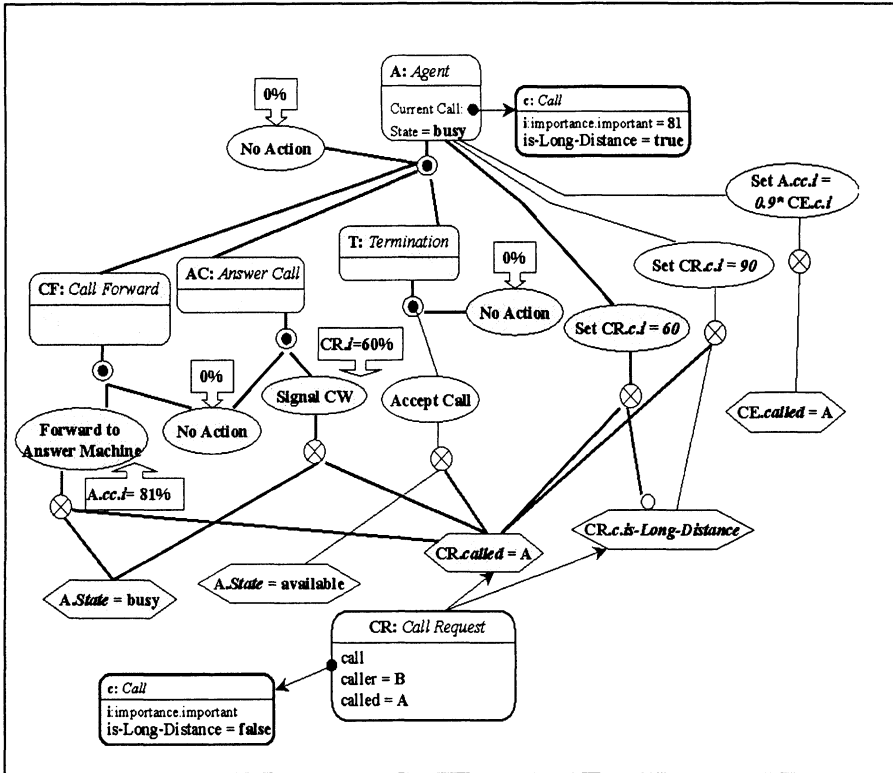 A: Agent
Current Call:
State = busy
c: Call
i:importance.important = 81
is-Long-Distance = true
0%
No Action
Set A.cc.i =
0.9* CE.c.i
T: Termination
AC: Answer Call
CF: Call Forward
0%
No Action
Set CR.c.i = 90
Set CR.c.i = 60
CR.i=60%
0%
Signal CW
Accept Call
CE.called = A
Forward to
Answer Machine
No Action
A.cc.i= 81%
CR.c.is-Long-Distance
CR.called = A
A.State = available
A.State = busy
CR: Call Request
call
caller = B
called = A
c: Call
i:importance.important
is-Long-Distance = false